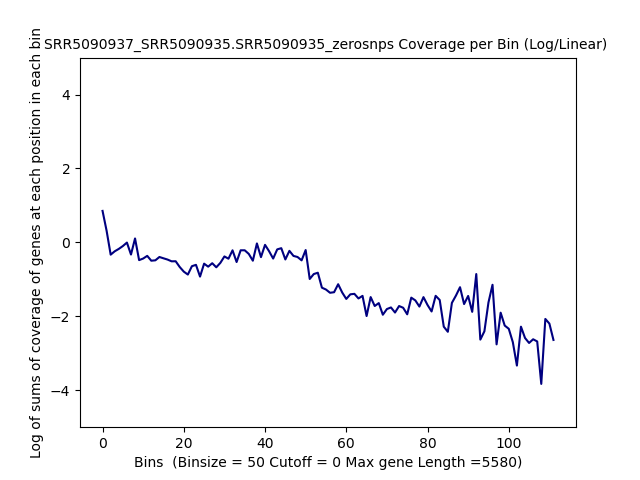 SRR5090937_SRR5090935.SRR5090935_zerosnps Coverage per Bin (Log/Linear)
Log of sums of coverage of genes at each position in each bin
4
2
0
−2
−4
0 20 40 60 80 100
Bins  (Binsize = 50 Cutoff = 0 Max gene Length =5580)